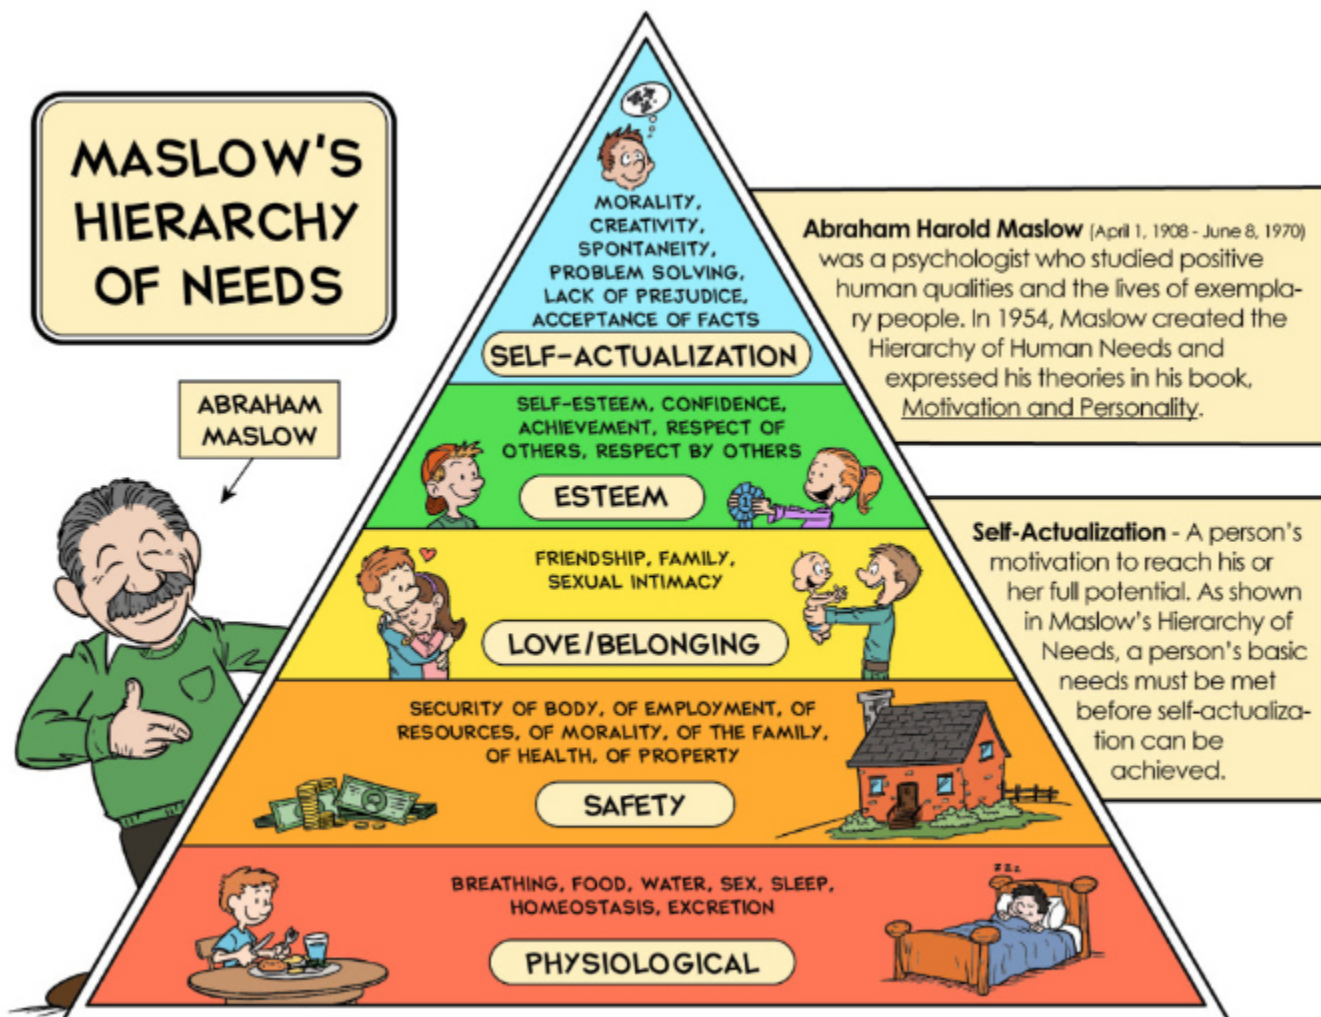 MASLOW'S
HIERARCHY
OF NEEDS
ABRAHAM
MASLOW
MORALITY,
CREATIVITY,
SPONTANEITY,
PROBLEM SOLVING,
LACK OF PREJUDICE,
ACCEPTANCE OF FACTS
SELF-ACTUALIZATION
SELF-ESTEEM, CONFIDENCE,
ACHIEVEMENT, RESPECT OF
OTHERS, RESPECT BY OTHERS
ESTEEM
1
FRIENDSHIP, FAMILY,
SEXUAL INTIMACY
LOVE/BELONGING
SECURITY OF BODY, OF EMPLOYMENT, OF
RESOURCES, OF MORALITY, OF THE FAMILY,
OF HEALTH, OF PROPERTY
SAFETY
BREATHING, FOOD, WATER, SEX, SLEEP,
HOMEOSTASIS, EXCRETION
PHYSIOLOGICAL
zzz
Abraham Harold Maslow (April 1, 1908 - June 8, 1970)
was a psychologist who studied positive
human qualities and the lives of exempla-
ry people. In 1954, Maslow created the
Hierarchy of Human Needs and
expressed his theories in his book,
Motivation and Personality.
Self-Actualization - A person's
motivation to reach his or
her full potential. As shown
in Maslow's Hierarchy of
Needs, a person's basic
needs must be met
before self-actualiza-
tion can be
achieved.